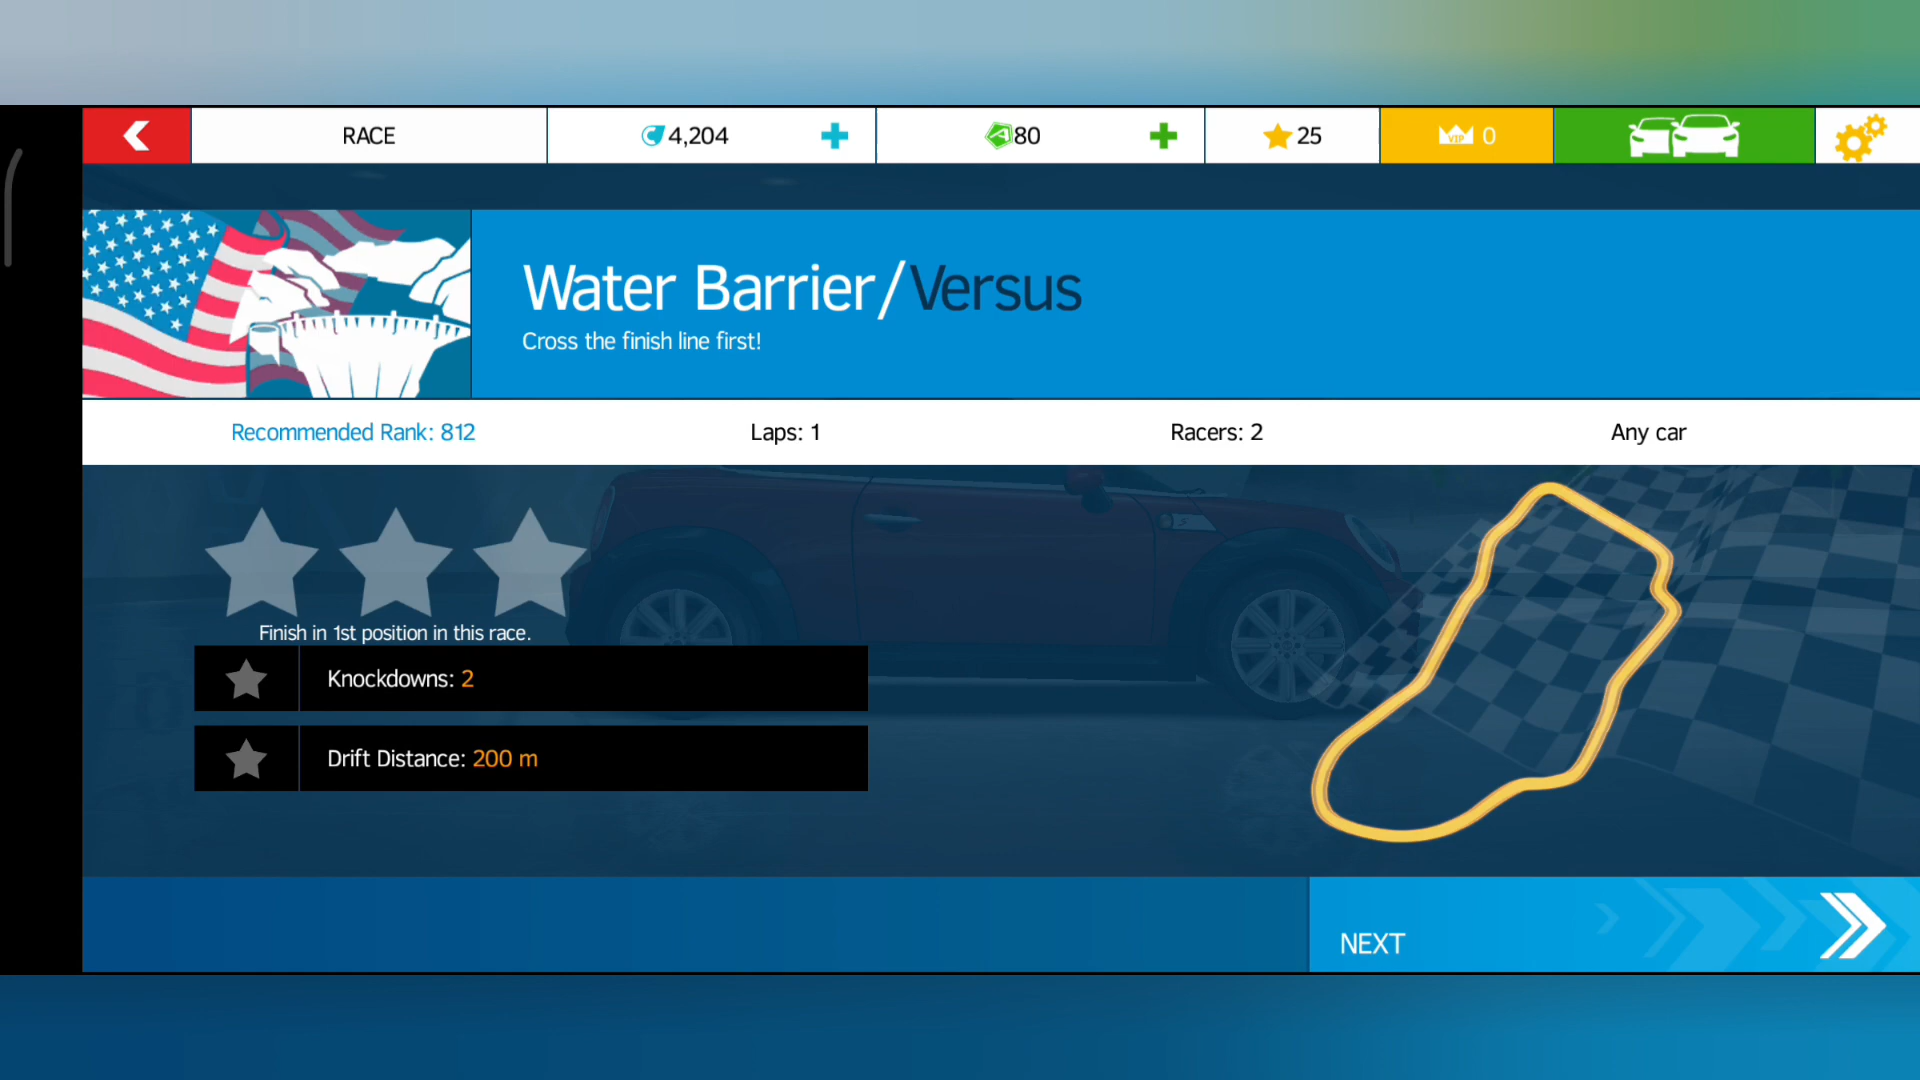 RACE
4,204
80
25
VIP 0
Water Barrier/Versus
Cross the finish line first!
Recommended Rank: 812
Laps: 1
Racers: 2
Any car
Finish in 1st position in this race.
Knockdowns: 2
Drift Distance: 200 m
NEXT